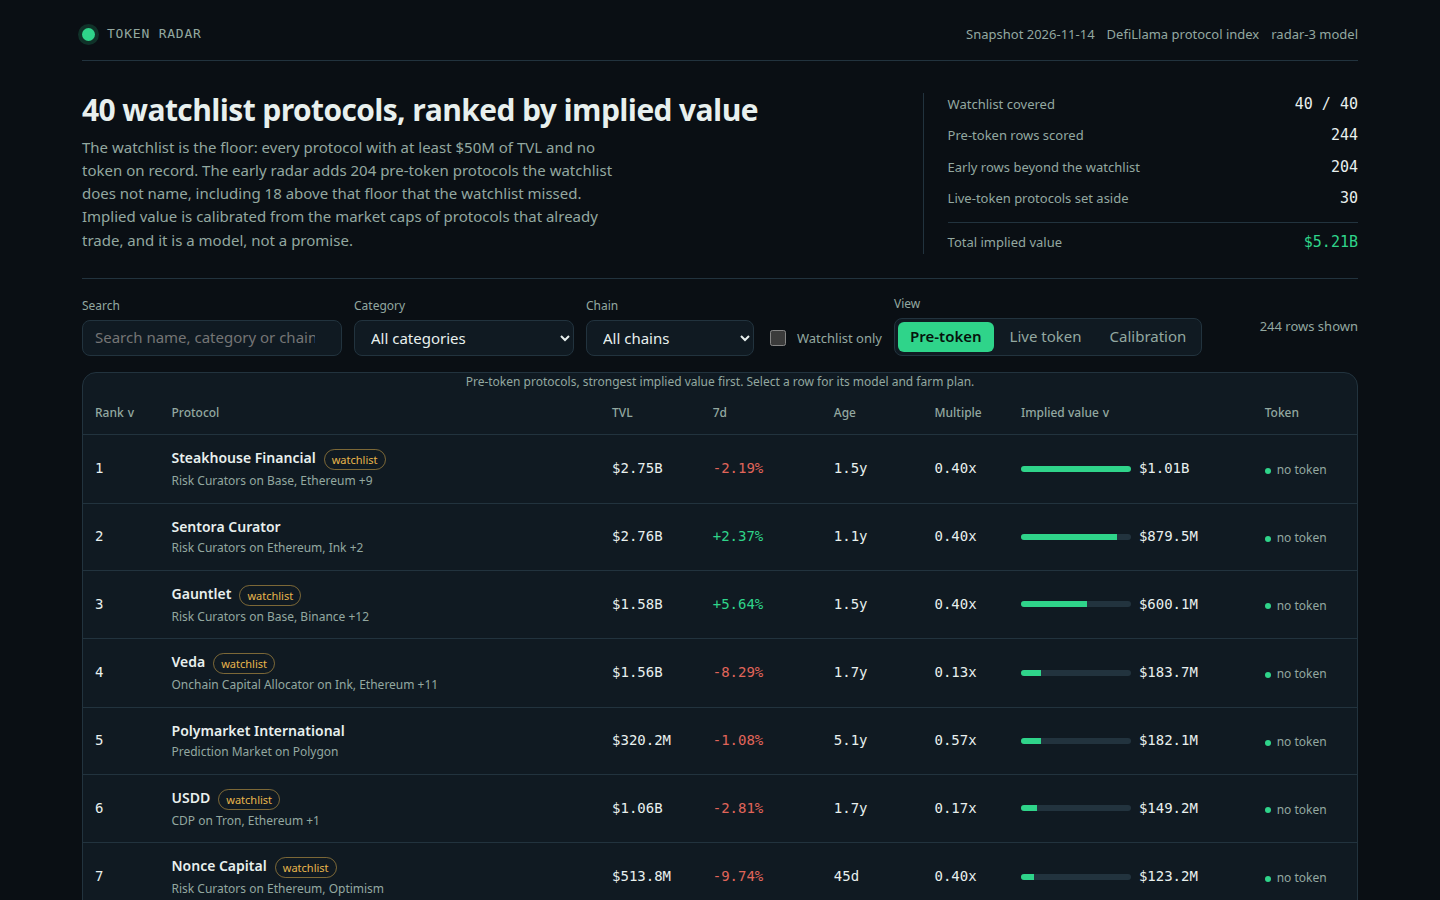 TOKEN RADAR
Snapshot 2026-11-14 DefiLlama protocol index radar-3 model
40 watchlist protocols, ranked by implied value
The watchlist is the floor: every protocol with at least $50M of TVL and no
token on record. The early radar adds 204 pre-token protocols the watchlist
does not name, including 18 above that floor that the watchlist missed.
Implied value is calibrated from the market caps of protocols that already
trade, and it is a model, not a promise.
Watchlist covered 40 / 40
Pre-token rows scored 244
Early rows beyond the watchlist 204
Live-token protocols set aside 30
Total implied value $5.21B
Search
Search name, category or chain
Category
All categories
Chain
All chains
Watchlist only
View
Pre-token Live token Calibration
244 rows shown
Pre-token protocols, strongest implied value first. Select a row for its model and farm plan.
Rank v Protocol TVL 7d Age Multiple Implied value v Token
1 Steakhouse Financial watchlist $2.75B -2.19% 1.5y 0.40x $1.01B no token
Risk Curators on Base, Ethereum +9
2 Sentora Curator $2.76B +2.37% 1.1y 0.40x $879.5M no token
Risk Curators on Ethereum, Ink +2
3 Gauntlet watchlist $1.58B +5.64% 1.5y 0.40x $600.1M no token
Risk Curators on Base, Binance +12
4 Veda watchlist $1.56B -8.29% 1.7y 0.13x $183.7M no token
Onchain Capital Allocator on Ink, Ethereum +11
5 Polymarket International $320.2M -1.08% 5.1y 0.57x $182.1M no token
Prediction Market on Polygon
6 USDD watchlist $1.06B -2.81% 1.7y 0.17x $149.2M no token
CDP on Tron, Ethereum +1
7 Nonce Capital watchlist $513.8M -9.74% 45d 0.40x $123.2M no token
Risk Curators on Ethereum, Optimism